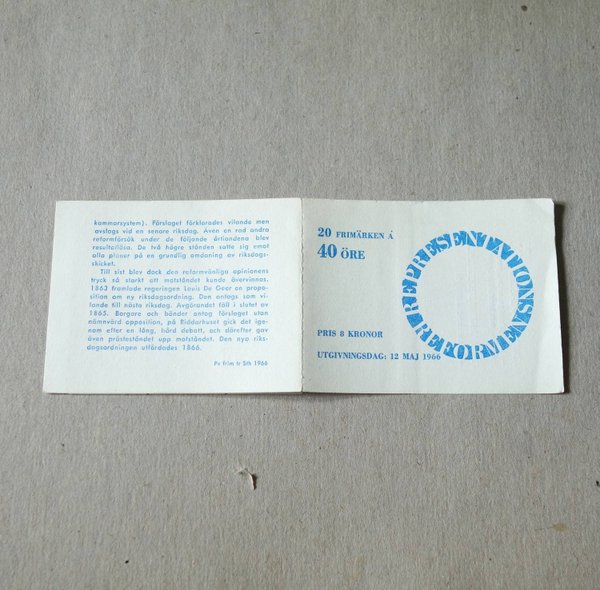 kammarsystem). Förslaget förklarades vilande men
avslogs vid en senare riksdag. Även en rad andra
reformförsök under de följande årtiondena blev
resultatlösa. De två högre stånden satte sig emot
alla planer på en grundlig omdaning av riksdags-
skicket.
Till sist blev dock den reformvänliga opinionens
tryck så starkt att motståndet kunde övervinnas.
1863 framlade regeringen Louis De Geer en propo-
sition om ny riksdagsordning. Den antogs som vi-
lande till nästa riksdag. Avgörandet föll i slutet av
1865. Borgare och bönder antog förslaget utan
nämnvärd opposition, på Riddarhuset gick det ige-
nom efter en lång, hård debatt, och därefter gav
även prästeståndet upp motståndet. Den nya riks-
dagsordningen utfärdades 1866.
Pv frim tr Sth 1966
20 FRIMÄRKEN Á
40 ÖRE
PRIS 8 KRONOR
UTGIVNINGSDAG: 12 MAJ 1966
REPRESENTATIONSREFORMEN